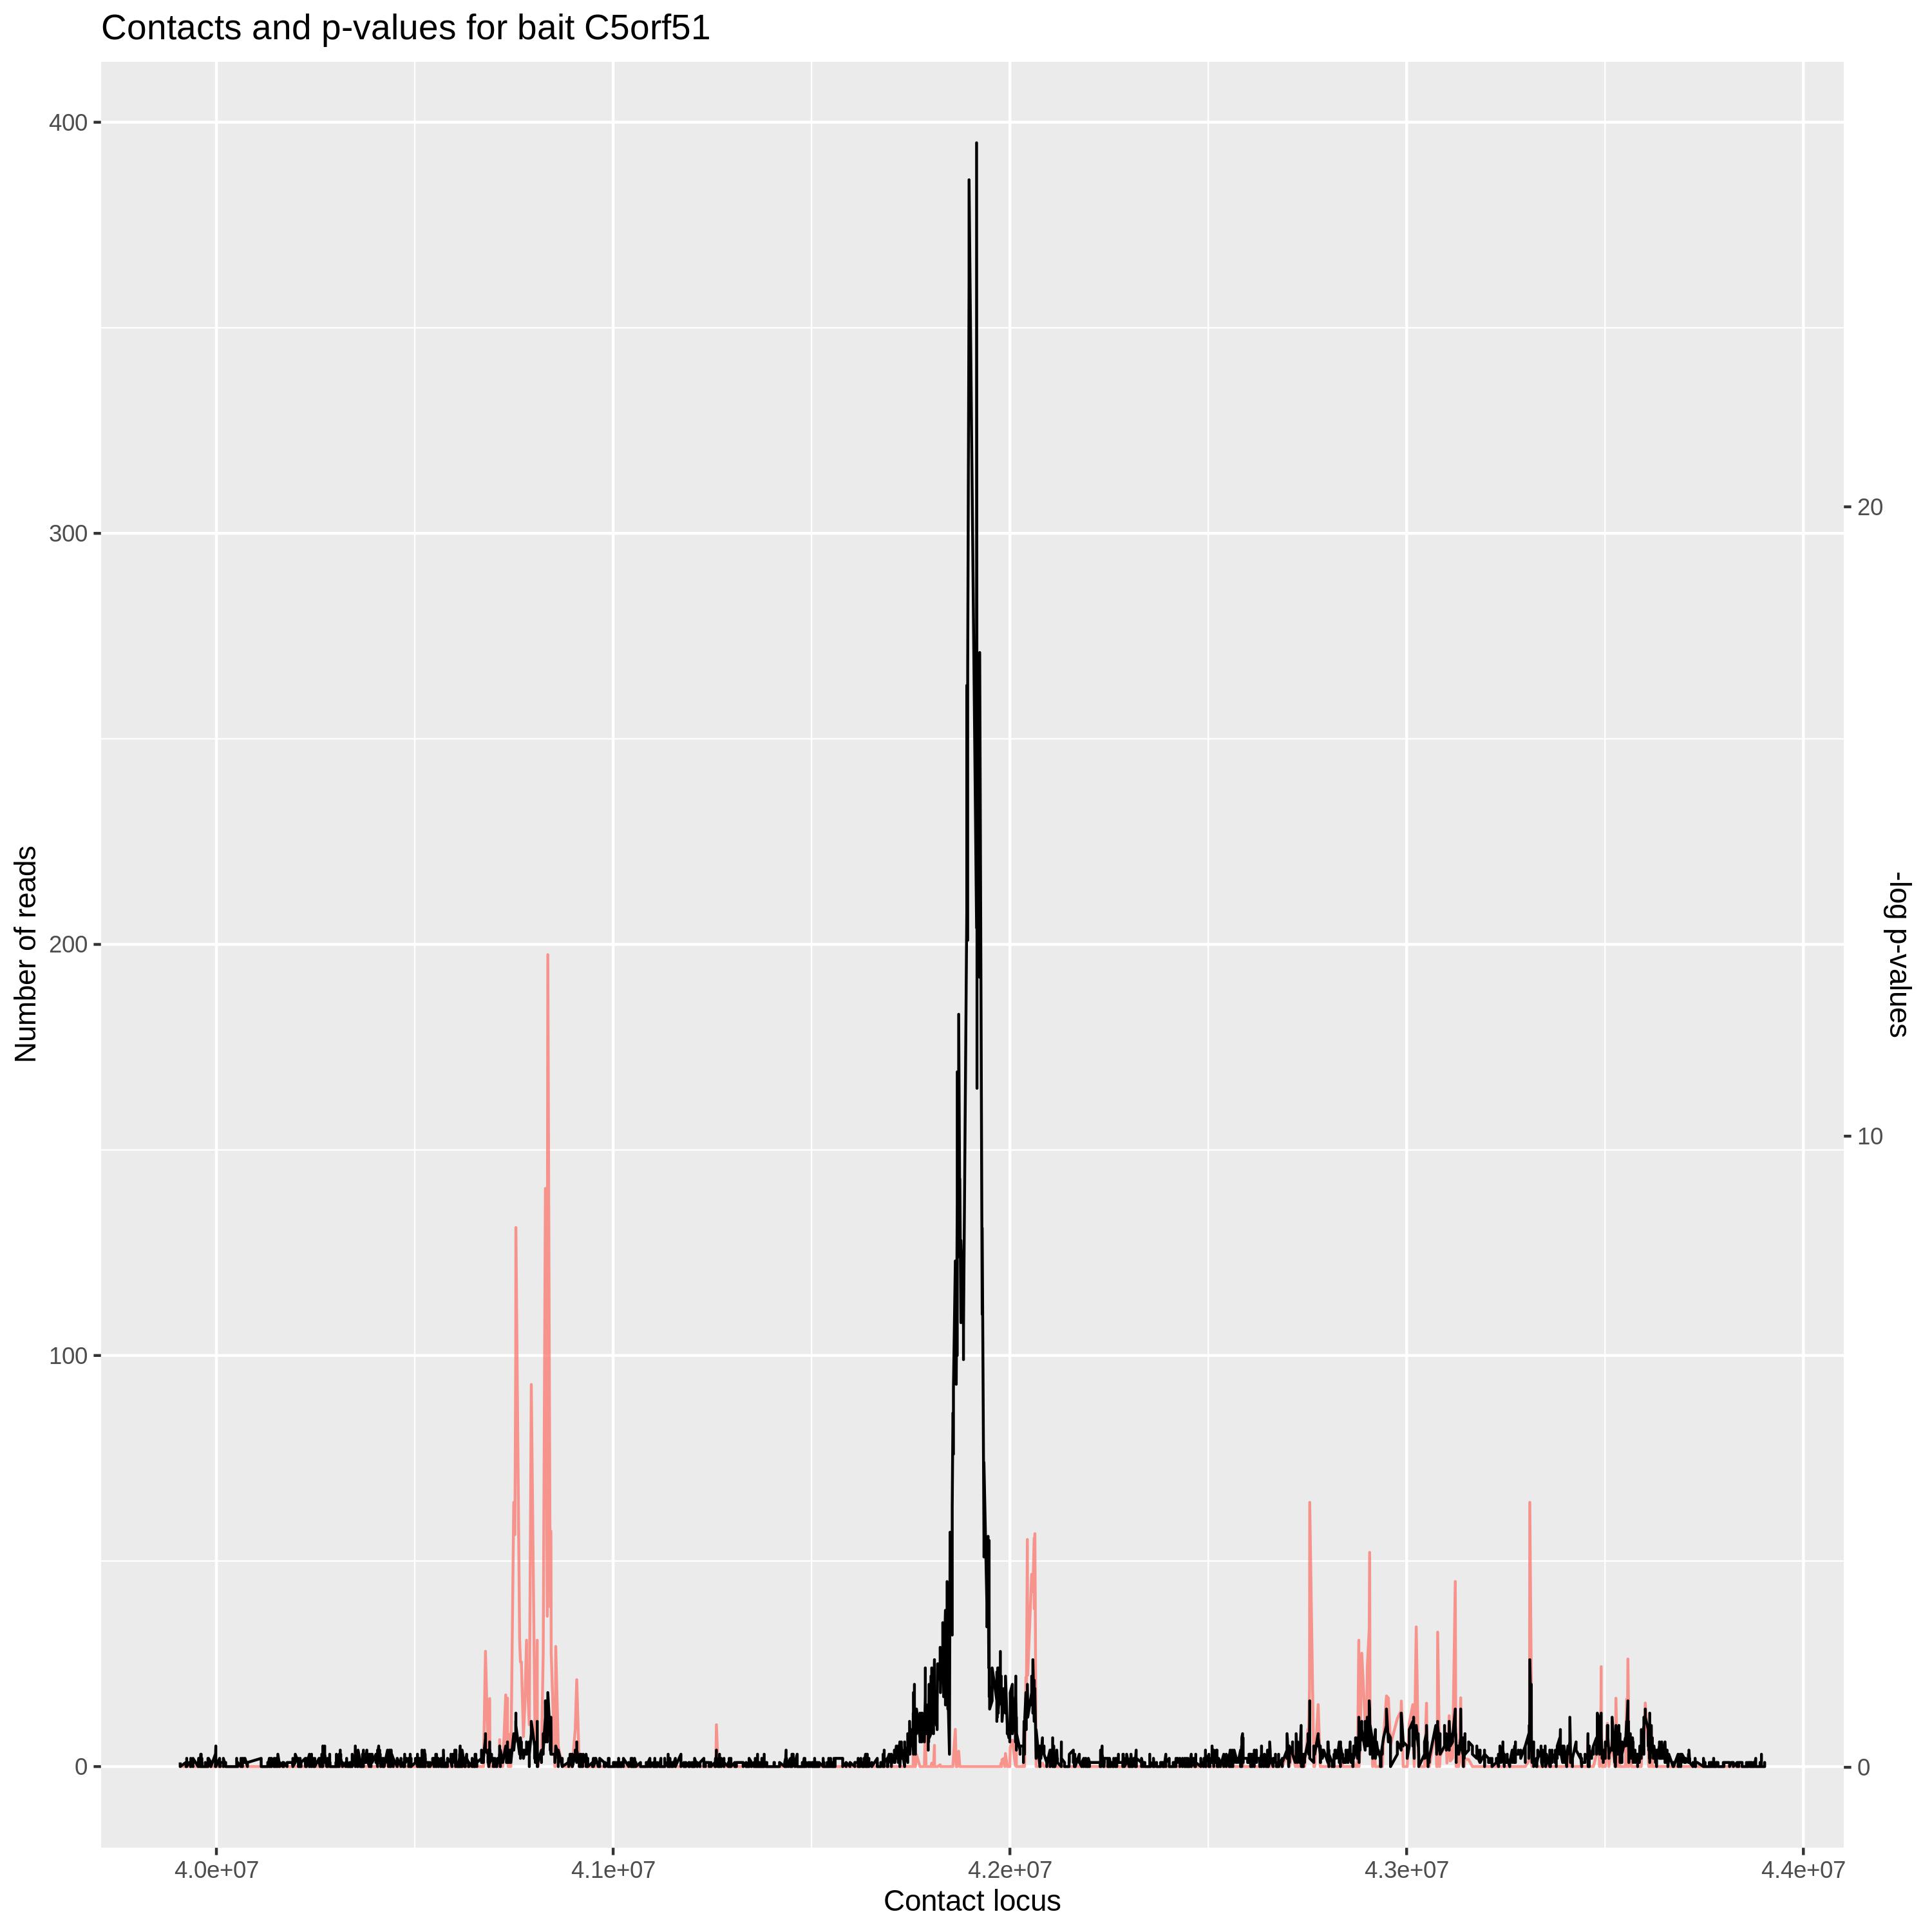 Contacts and p-values for bait C5orf51
400
300
200
100
0
Number of reads
20
10
0
-log p-values
4.0e+07
4.1e+07
4.2e+07
4.3e+07
4.4e+07
Contact locus